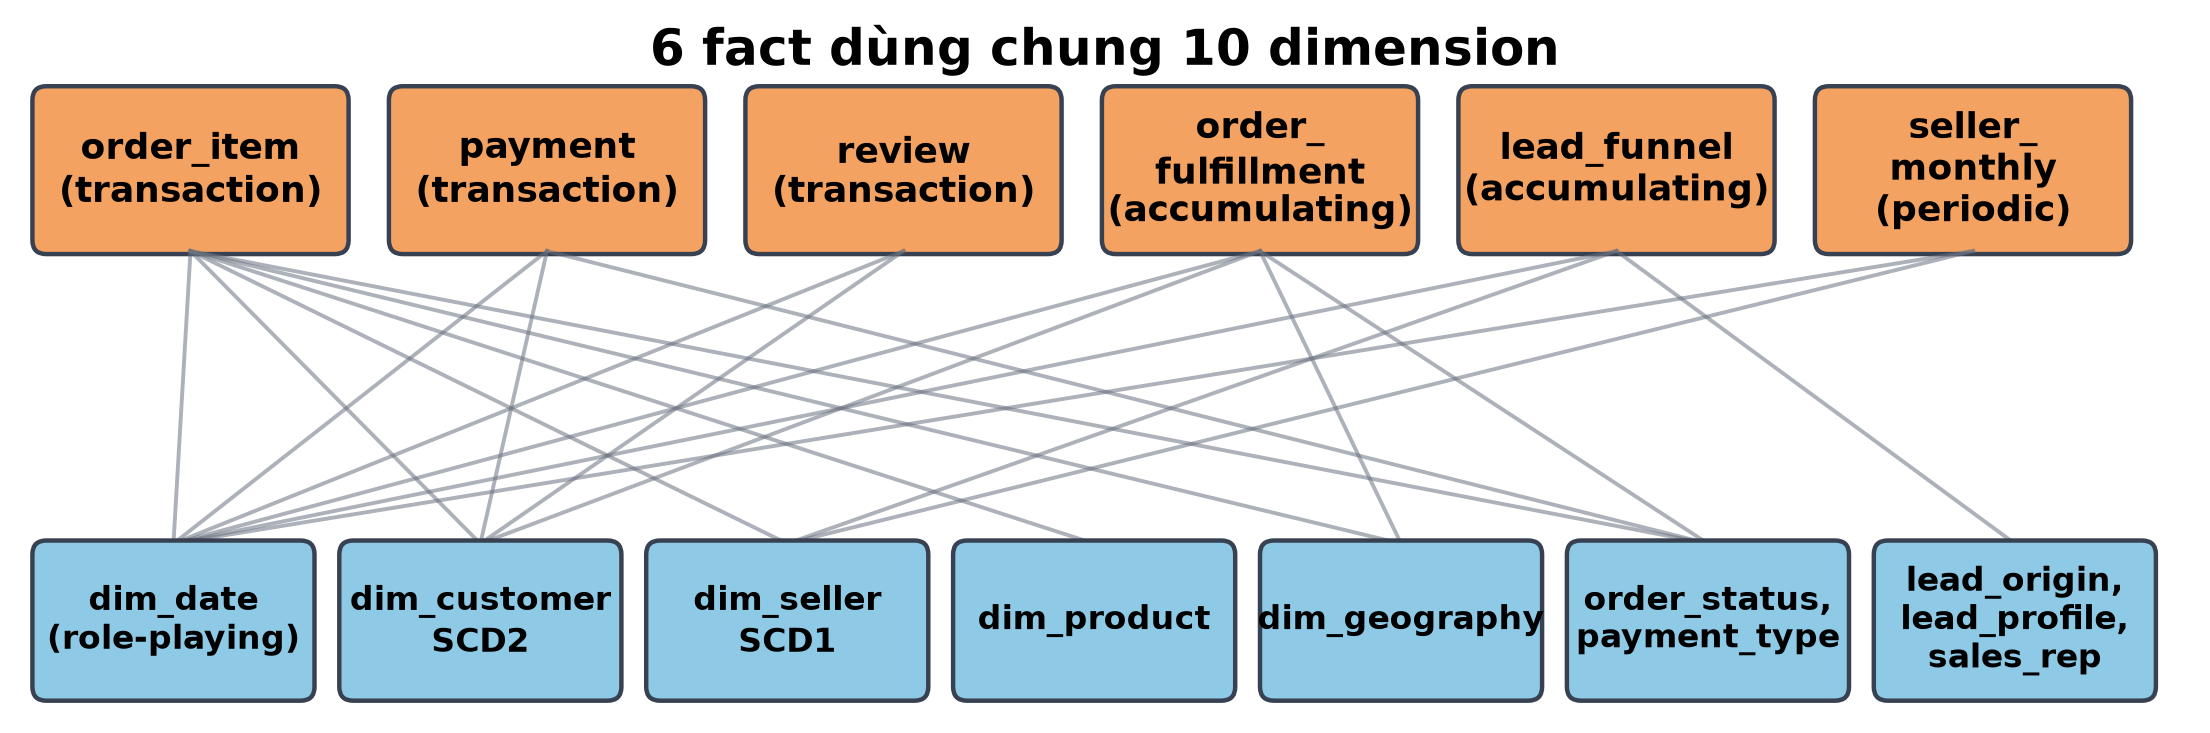 6 fact dùng chung 10 dimension
order_item
(transaction)
payment
(transaction)
review
(transaction)
order_
fulfillment
(accumulating)
lead_funnel
(accumulating)
seller_
monthly
(periodic)
dim_date
(role-playing)
dim_customer
SCD2
dim_seller
SCD1
dim_product
dim_geography
order_status,
payment_type
lead_origin,
lead_profile,
sales_rep